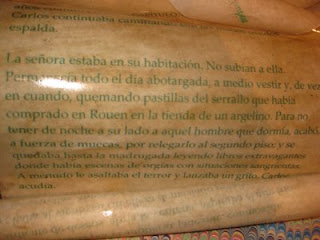 Carlos continuaba
espalda.
La señora estaba en su habitación. No subían a ella.
Permanecía todo el día abotargada, a medio vestir y, de vez
en cuando, quemando pastillas del serrallo que había
comprado en Rouen en la tienda de un argelino. Para no
tener de noche a su lado a aquel hombre que dormía, acabó
a fuerza de muecas, por relegarlo al segundo piso; y se
quedaba hasta la madrugada leyendo libros extravagantes
donde había escenas de orgías con situaciones sangrientas.
A menudo le asaltaba el terror y lanzaba un grito. Carlos
acudía.